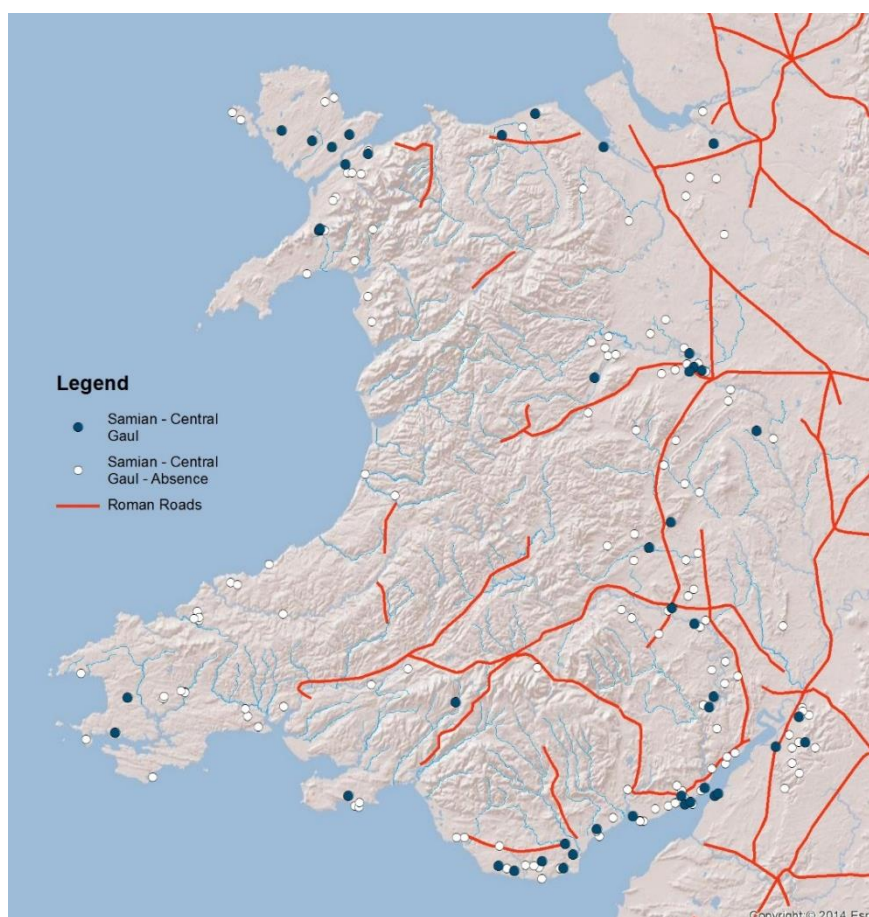 Legend
Samian - Central
Gaul
Samian - Central
Gaul - Absence
Roman Roads
Copyright:© 2014 Esri